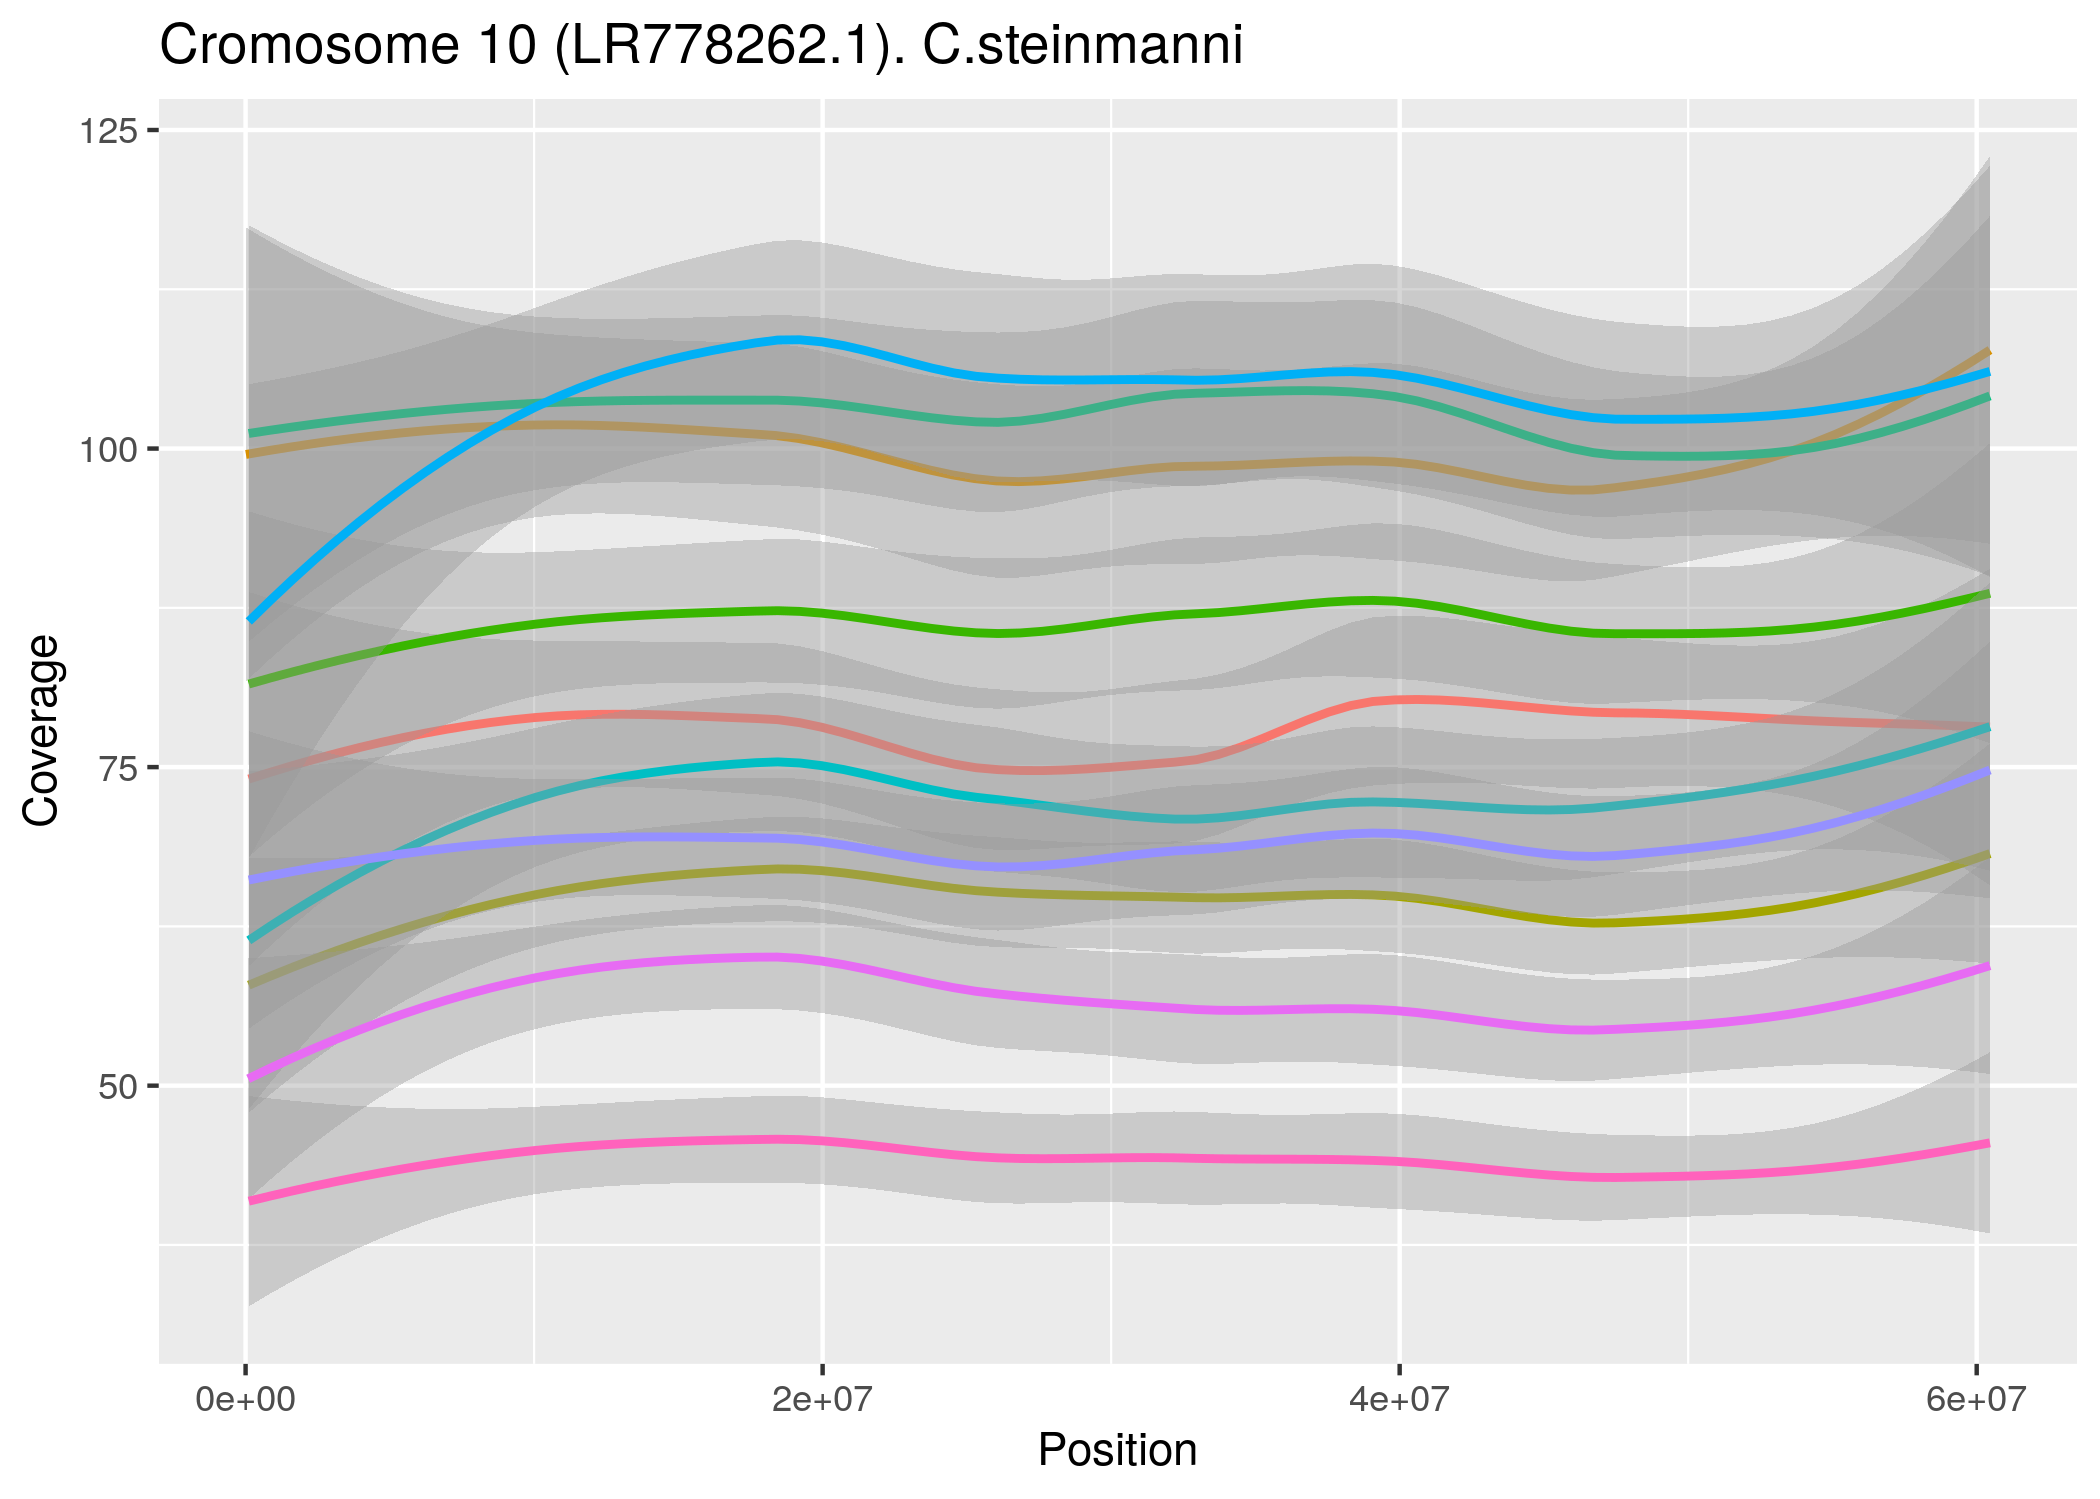 Cromosome 10 (LR778262.1). C.steinmanni
125
100
75
50
Coverage
0e+00 2e+07 4e+07 6e+07
Position